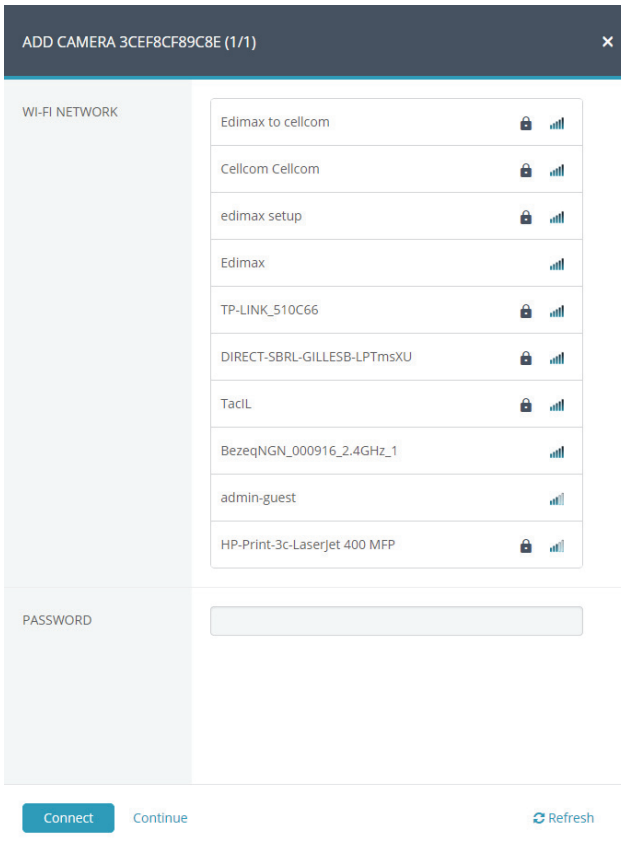 ADD CAMERA 3CEF8CF89C8E (1/1)
WI-FI NETWORK
Edimax to cellcom
Cellcom Cellcom
edimax setup
Edimax
TP-LINK_510C66
DIRECT-SBRL-GILLESB-LPTmsXU
TacIL
BezeqNGN_000916_2.4GHz_1
admin-guest
HP-Print-3c-LaserJet 400 MFP
PASSWORD
Connect Continue Refresh